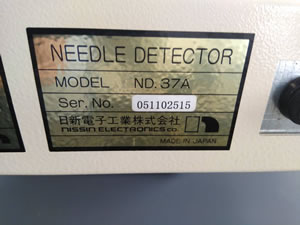 NEEDLE DETECTOR
MODEL ND.37A
Ser. No. 051102515
日新電子工業株式会社
NISSIN ELECTRONICS CO.
MADE IN JAPAN